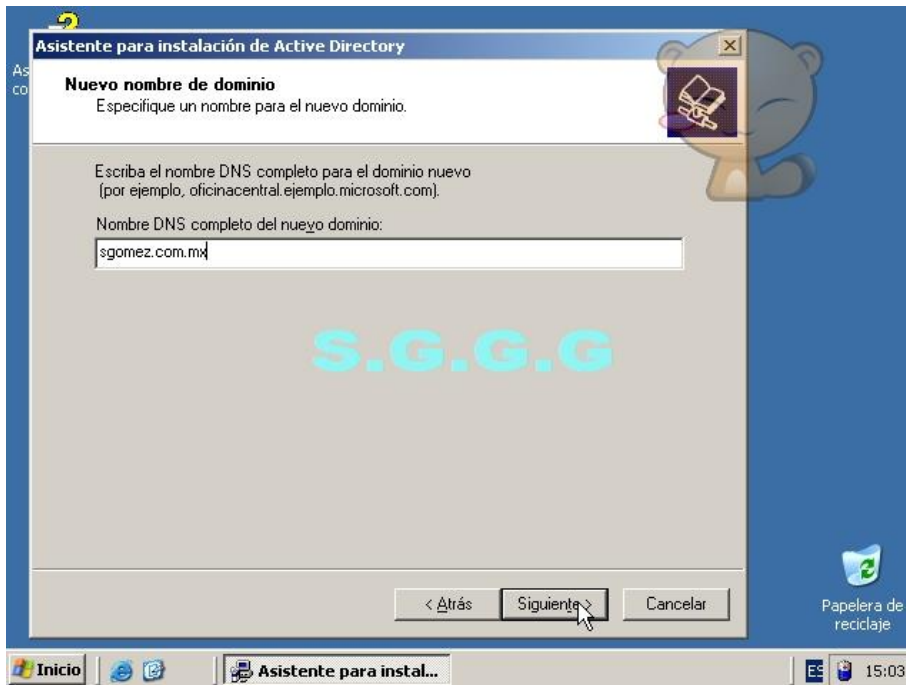 Asistente para instalación de Active Directory
As
co
Nuevo nombre de dominio
Especifique un nombre para el nuevo dominio.
Escriba el nombre DNS completo para el dominio nuevo
(por ejemplo, oficinacentral.ejemplo.microsoft.com).
Nombre DNS completo del nuevo dominio:
sgomez.com.mx
S.G.G.G
< Atrás
Siguiente >
Cancelar
Papelera de
reciclaje
Inicio
Asistente para instal...
ES
15:03